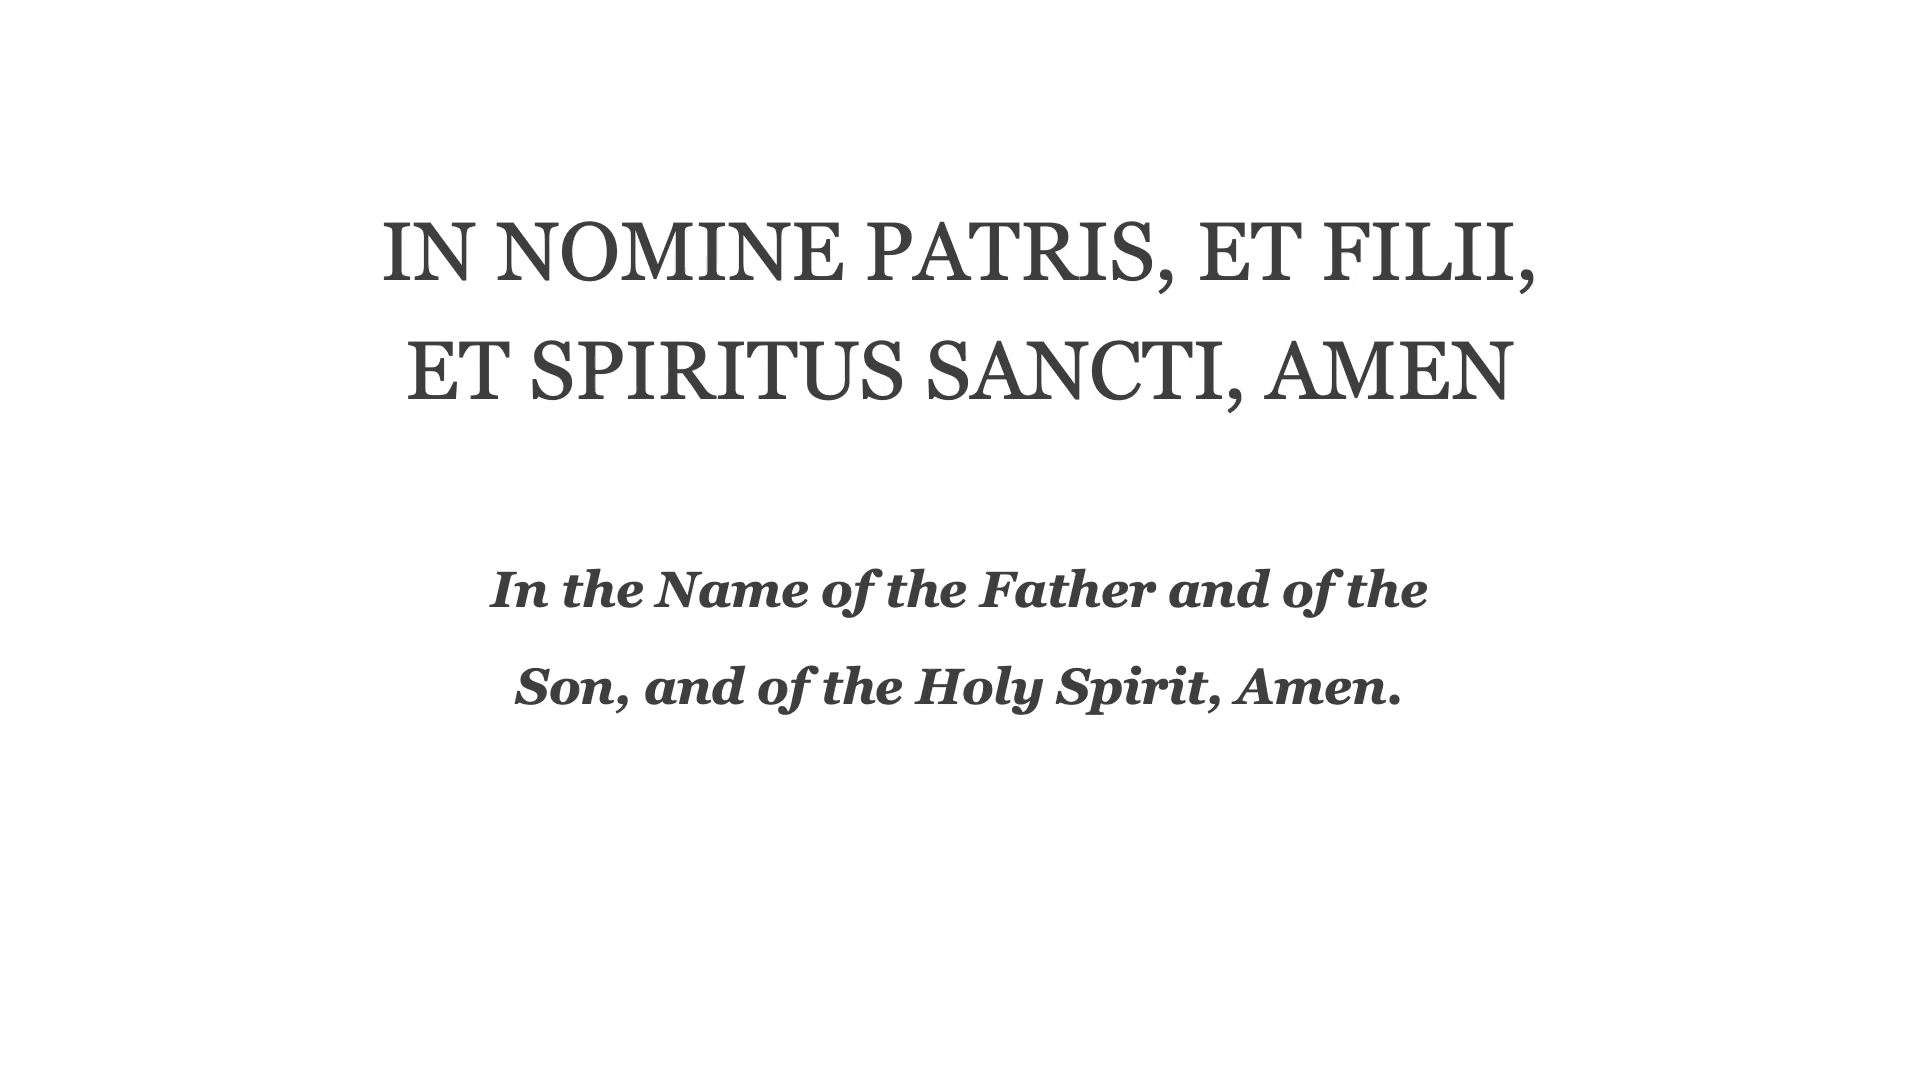 IN NOMINE PATRIS, ET FILII,
ET SPIRITUS SANCTI, AMEN
In the Name of the Father and of the
Son, and of the Holy Spirit, Amen.